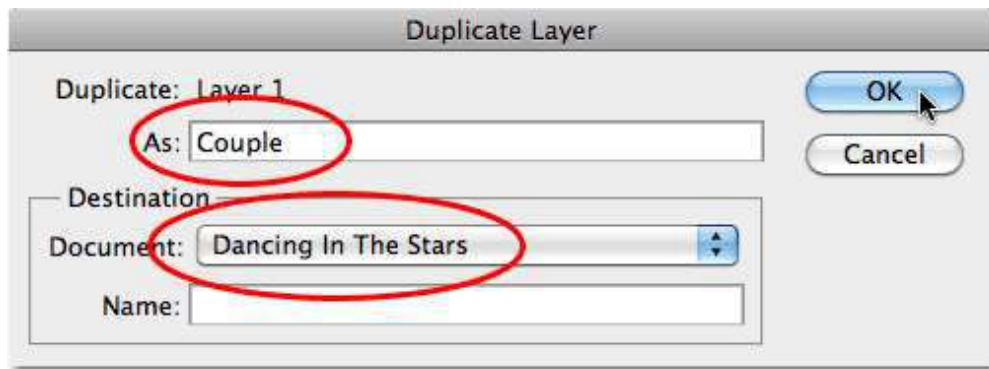 Duplicate Layer
Duplicate: Layer 1
OK
As: Couple
Cancel
Destination
Document: Dancing In The Stars
Name: